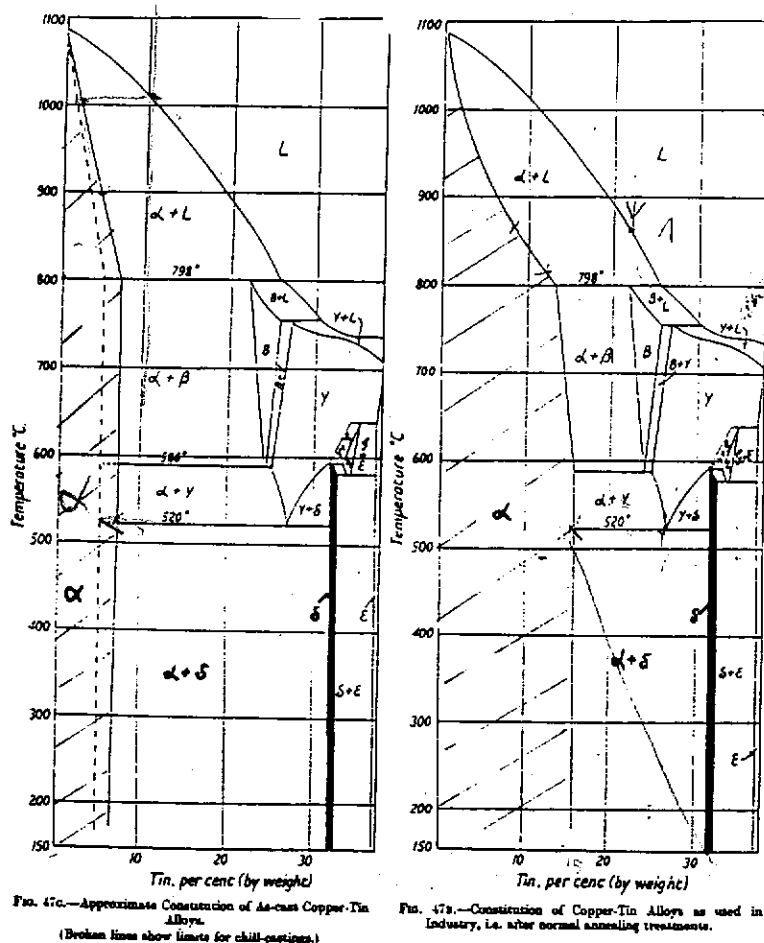 1100
1000
900
800
700
600
500
400
300
200
150
Temperature °C.
L
α+L
798°
B+L
Y+L
B
α+β
Y
586°
α+Y
Y+δ
520°
α
δ
ε
α+δ
10
20
30
Tin, per cent (by weight)
FIG. 47c.—Approximate Constitution of As-cast Copper-Tin
Alloys.
(Broken lines show limits for chill-castings.)
1100
1000
900
800
700
600
500
400
300
200
150
Temperature °C.
L
α+L
798°
B+L
Y+L
α+β
B
B+Y
Y
α+Y
Y+δ
520°
α
δ
α+δ
δ+ε
ε
10
20
30
Tin, per cent (by weight)
Constitution of Copper-Tin Alloys as used in
Industry, i.e. after normal annealing treatments.